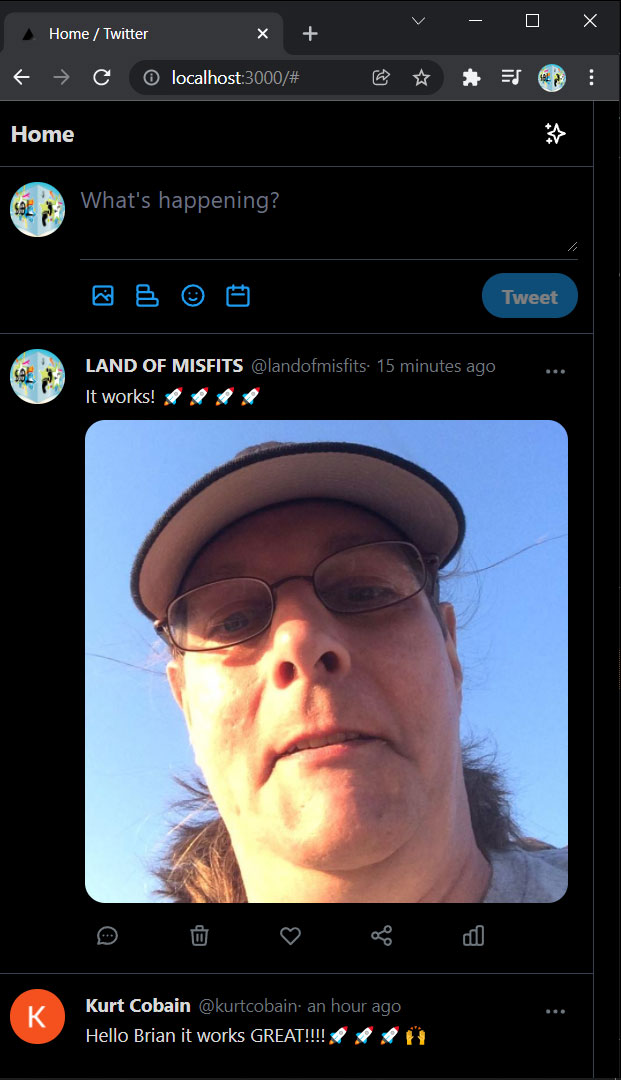 Home / Twitter
localhost:3000/#
Home
What's happening?
Tweet
LAND OF MISFITS @landofmisfits· 15 minutes ago
It works! 🚀 🚀 🚀 🚀
Kurt Cobain @kurtcobain· an hour ago
K
Hello Brian it works GREAT!!!!🚀 🚀 🚀 🙌